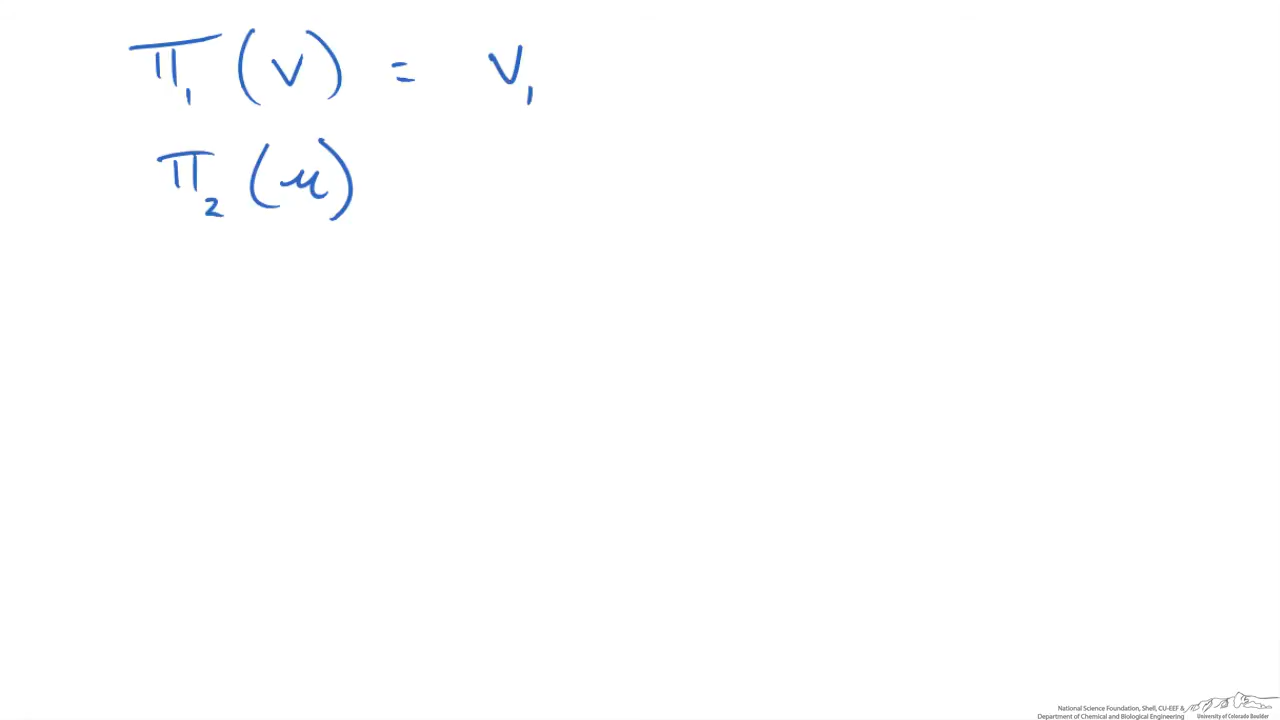 Π₁ (V) = V₁
Π₂ (μ)
National Science Foundation, Shell, CU-EEF &
Department of Chemical and Biological Engineering
University of Colorado Boulder